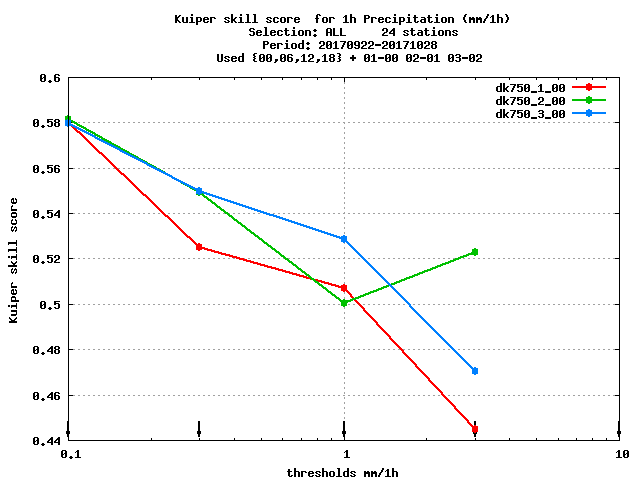 Kuiper skill score  for 1h Precipitation (mm/1h)
Selection: ALL     24 stations
Period: 20170922-20171028
Used {00,06,12,18} + 01-00 02-01 03-02
dk750_1_00
dk750_2_00
dk750_3_00
0.6
0.58
0.56
0.54
0.52
0.5
0.48
0.46
0.44
Kuiper skill score
0.1
1
10
thresholds mm/1h